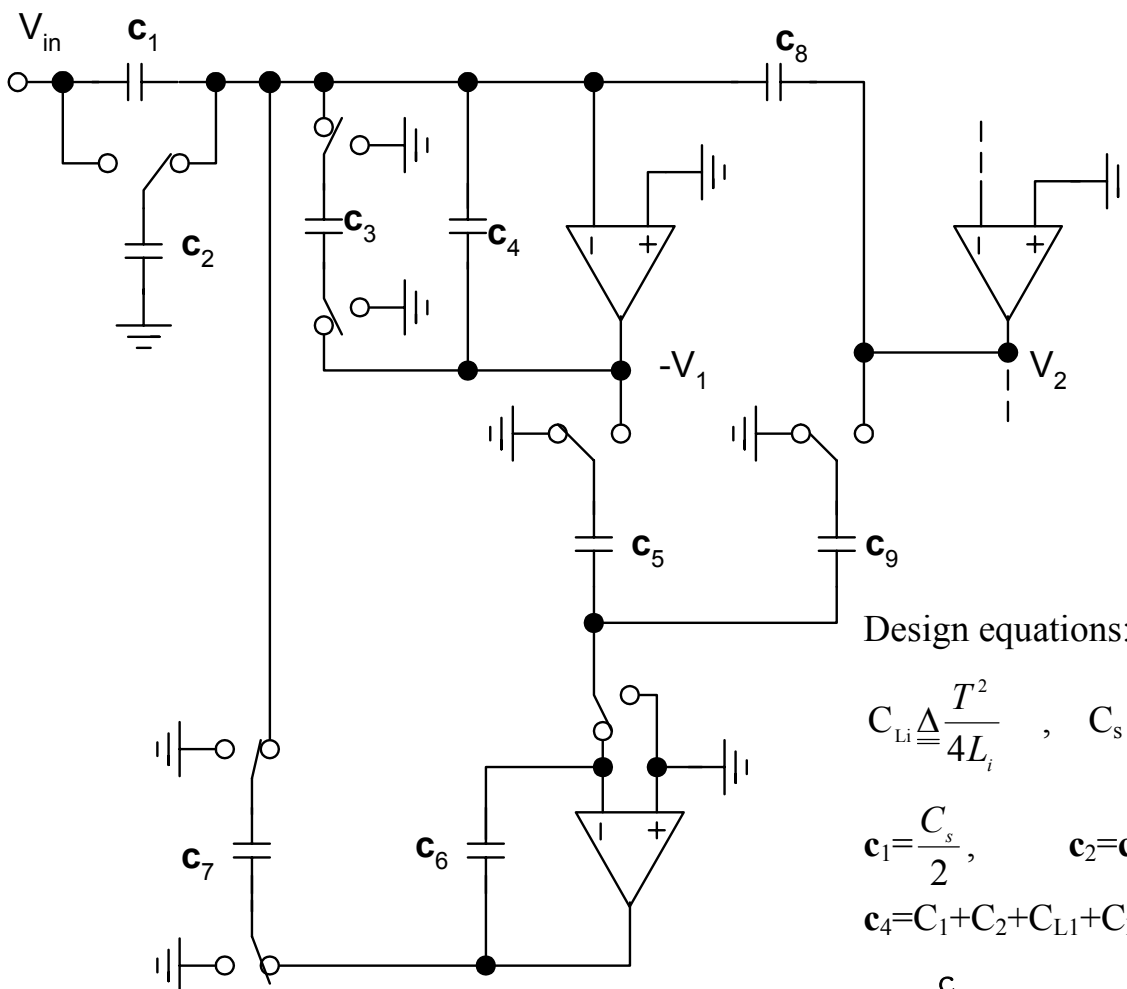 V_in
c_1
c_8
c_2
c_3
c_4
- +
- +
-V_1
V_2
c_5
c_9
Design equations:
C_Li ≜ T^2/4L_i , C_s
c_7
c_6
- +
c_1=C_s/2, c_2=c
c_4=C_1+C_2+C_L1+C
C